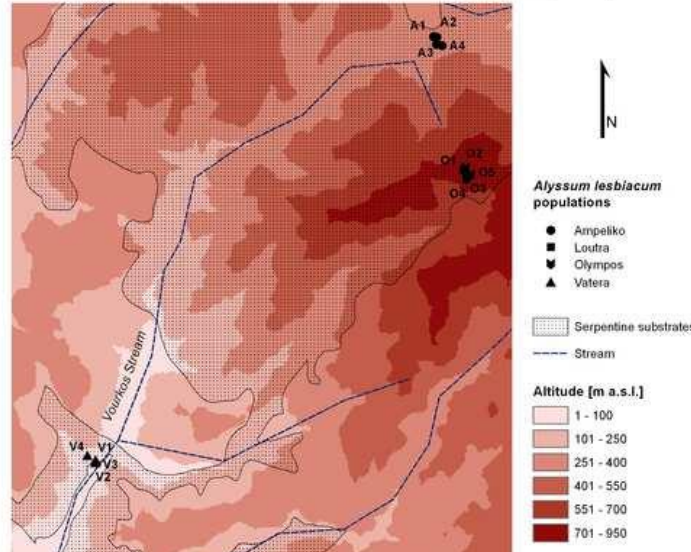 A1 A2
A3 A4
N
O1 O2
O5
O4 O3
Alyssum lesbiacum
populations
Ampeliko
Loutra
Olympos
Vatera
Serpentine substrates
Stream
Vourkos Stream
Altitude [m a.s.l.]
1 - 100
101 - 250
251 - 400
401 - 550
551 - 700
701 - 950
V4 V1
V3
V2